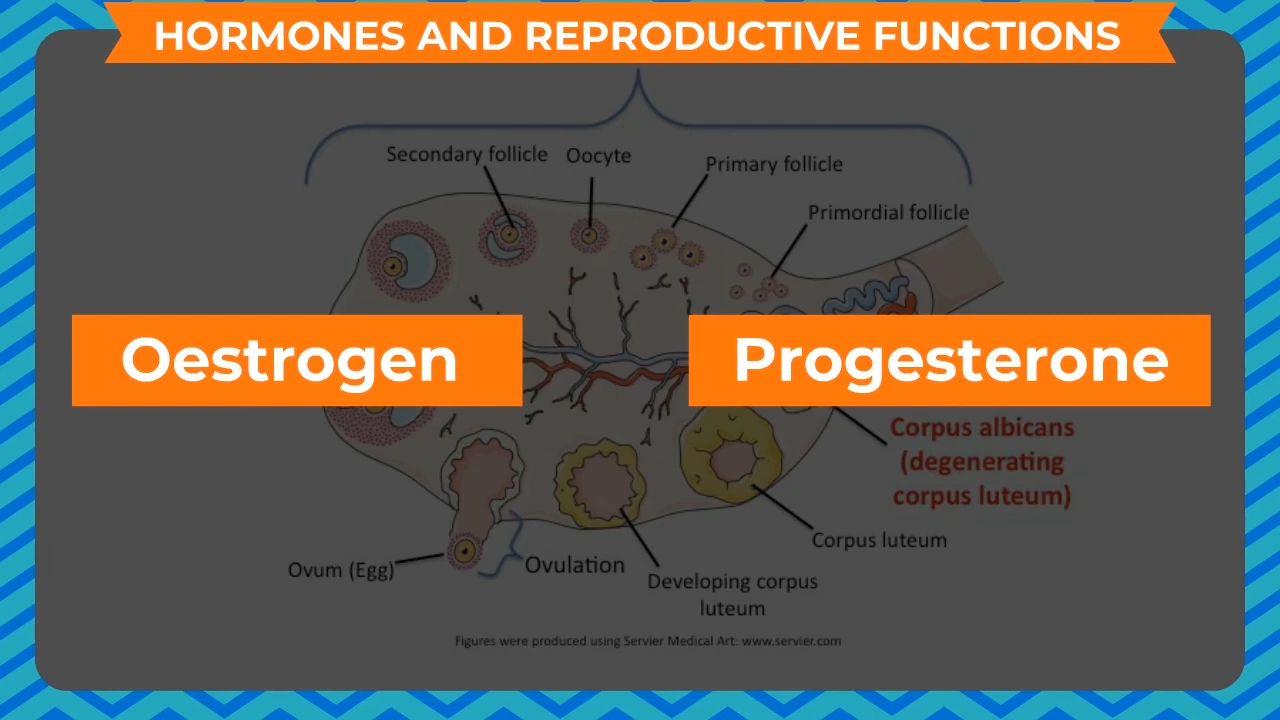 HORMONES AND REPRODUCTIVE FUNCTIONS
Secondary follicle
Oocyte
Primary follicle
Primordial follicle
Oestrogen
Progesterone
Corpus albicans
(degenerating
corpus luteum)
Corpus luteum
Ovum (Egg)
Ovulation
Developing corpus
luteum
Figures were produced using Servier Medical Art: www.servier.com